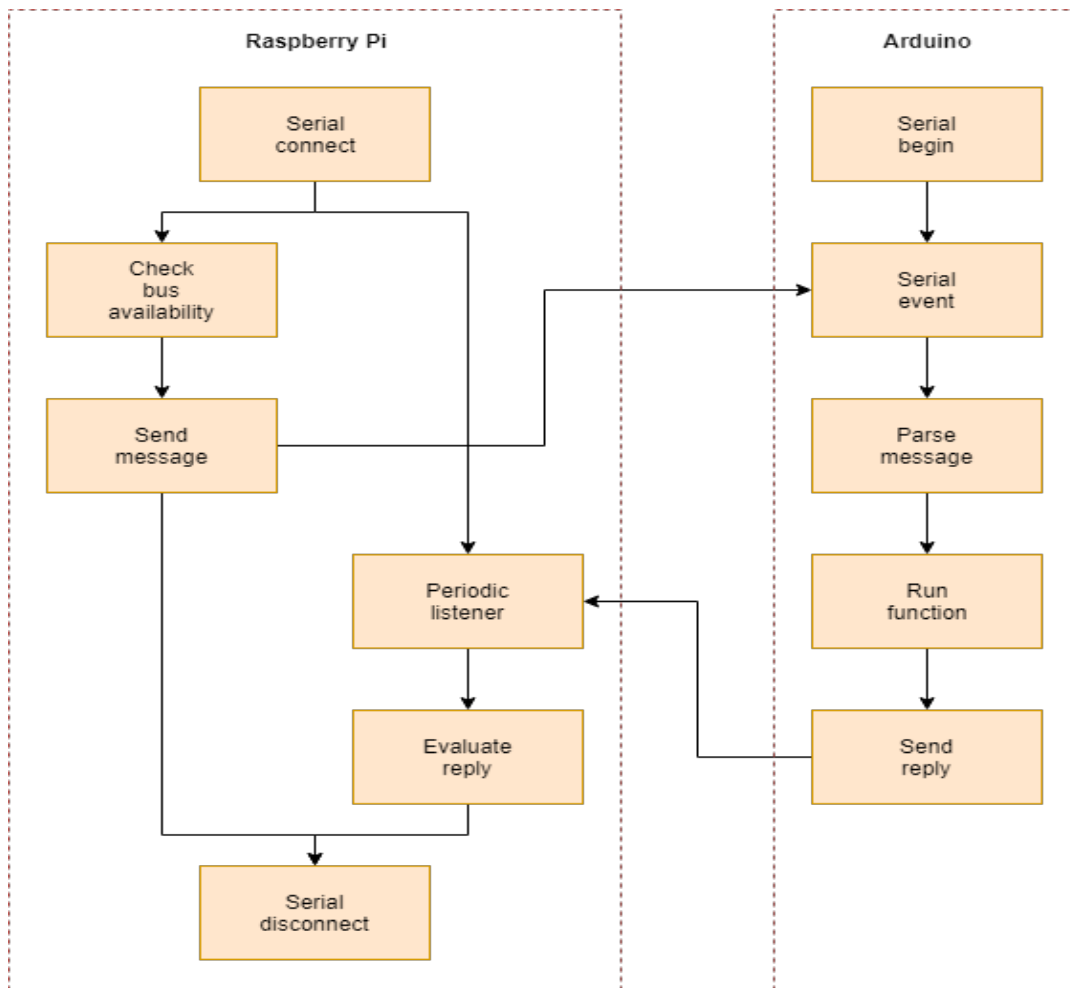 Raspberry Pi
Serial
connect
Check
bus
availability
Send
message
Periodic
listener
Evaluate
reply
Serial
disconnect
Arduino
Serial
begin
Serial
event
Parse
message
Run
function
Send
reply